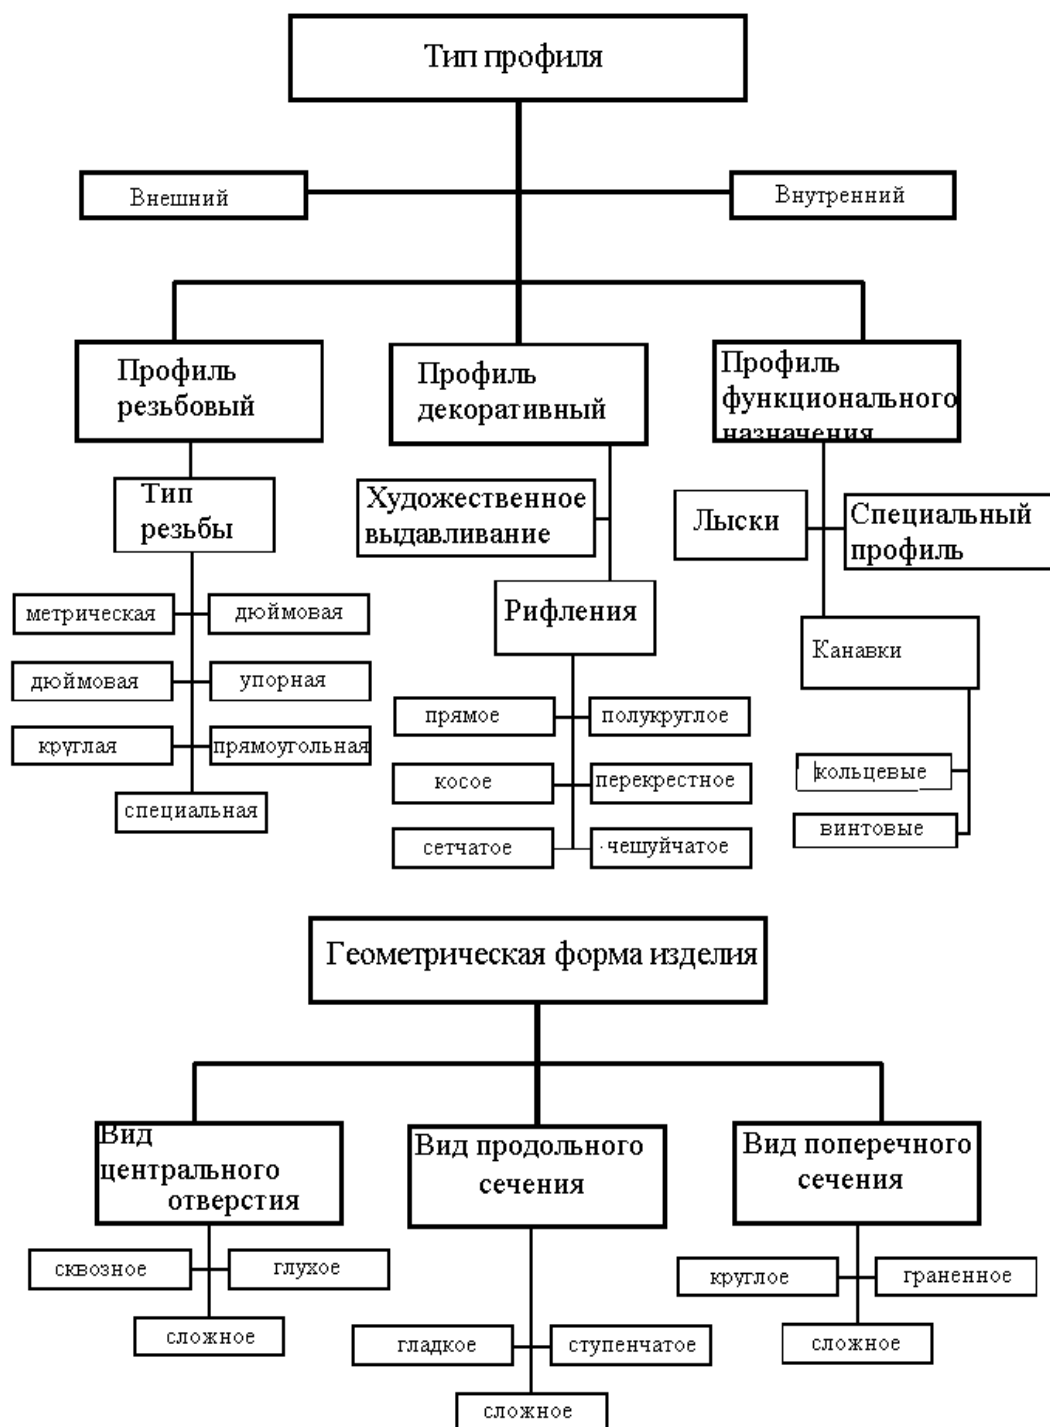 Тип профиля
Внешний
Внутренний
Профиль
резьбовый
Профиль
декоративный
Профиль
функционального
назначения
Тип
резьбы
Художественное
выдавливание
Лыски
Специальный
профиль
метрическая
дюймовая
Рифления
Канавки
дюймовая
упорная
прямое
полукруглое
круглая
прямоугольная
косое
перекрестное
кольцевые
специальная
сетчатое
чешуйчатое
винтовые
Геометрическая форма изделия
Вид
центрального
отверстия
Вид продольного
сечения
Вид поперечного
сечения
сквозное
глухое
круглое
граненное
сложное
гладкое
ступенчатое
сложное
сложное